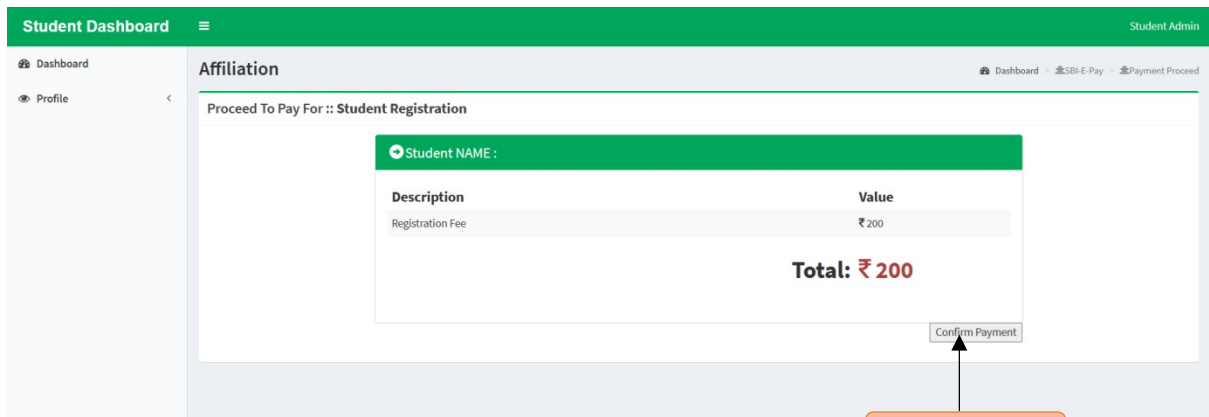 Student Dashboard Student Admin
Dashboard
Profile
Affiliation Dashboard > SBI-E-Pay > Payment Proceed
Proceed To Pay For :: Student Registration
Student NAME :
Description Value
Registration Fee ₹ 200
Total: ₹ 200
Confirm Payment